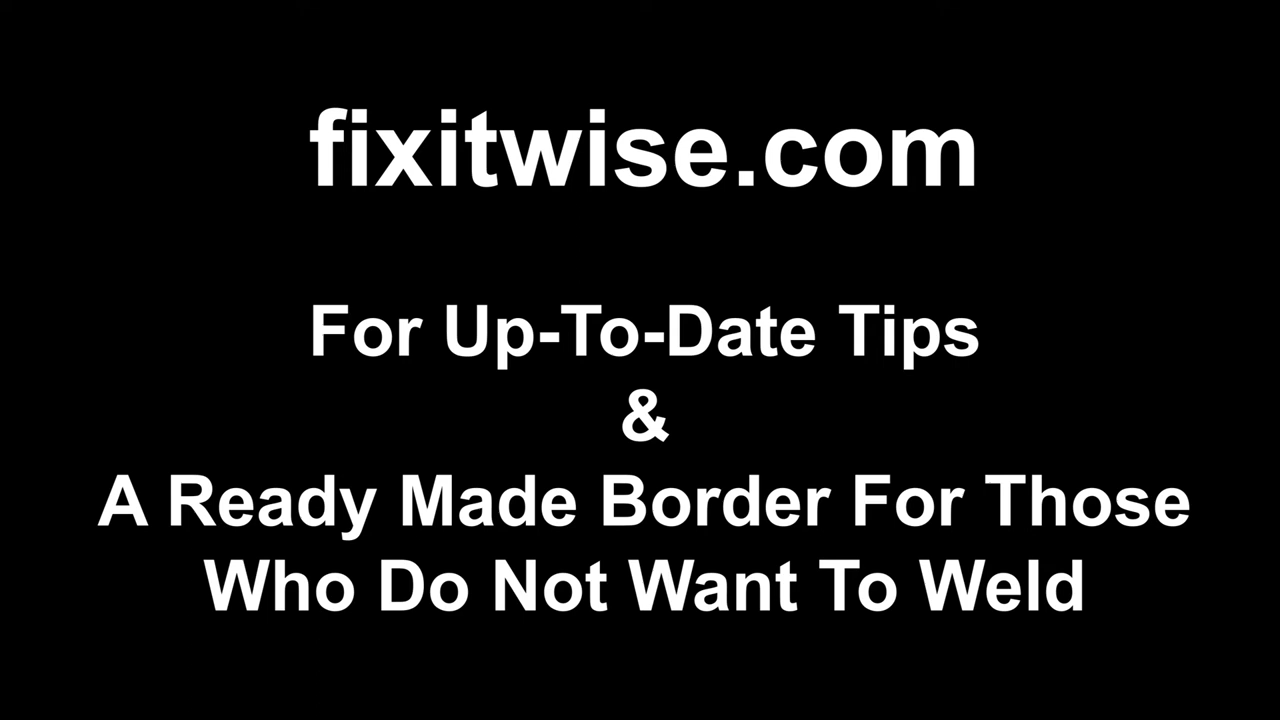 fixitwise.com
For Up-To-Date Tips
&
A Ready Made Border For Those
Who Do Not Want To Weld